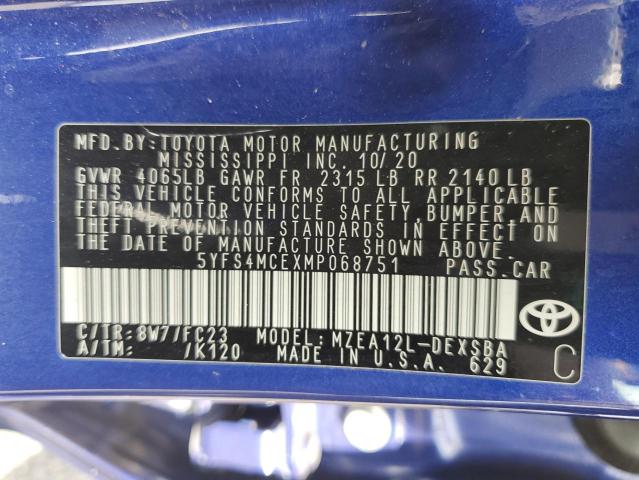 MFD. BY: TOYOTA MOTOR MANUFACTURING
MISSISSIPPI INC. 10/20
GVWR 4065LB GAWR FR 2315 LB RR 2140 LB
THIS VEHICLE CONFORMS TO ALL APPLICABLE
FEDERAL MOTOR VEHICLE SAFETY, BUMPER, AND
THEFT PREVENTION STANDARDS IN EFFECT ON
THE DATE OF MANUFACTURE SHOWN ABOVE.
5YFS4MCEXMP068751 PASS. CAR
C/TR: 8W7/FC23 MODEL: MZEA12L-DEXSBA
A/TM: /K120 MADE IN U.S.A. 629 C